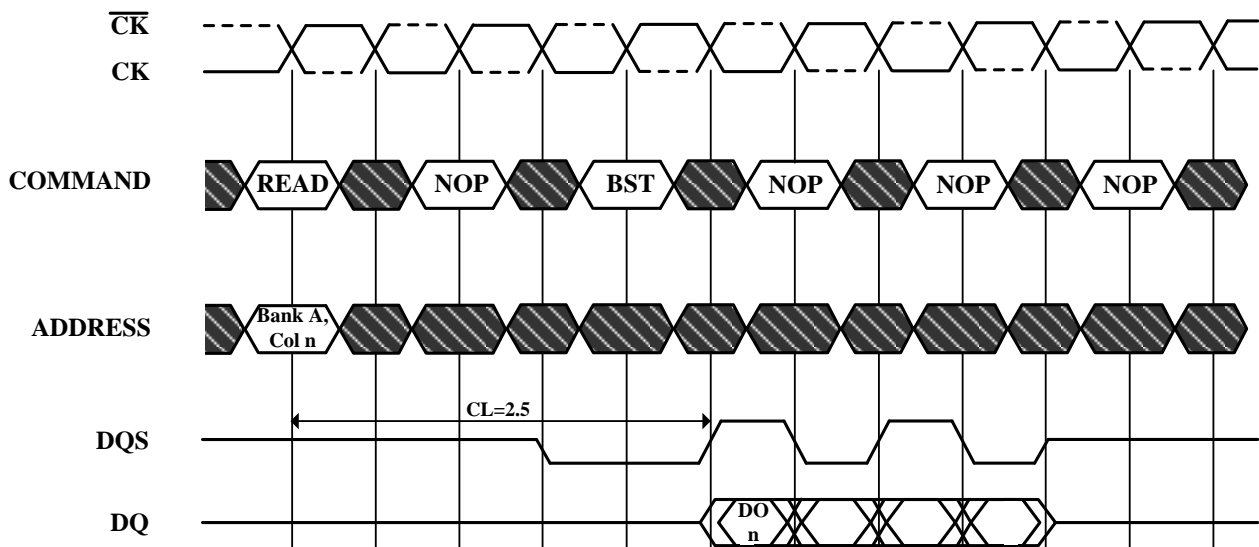 CK
CK
COMMAND
READ NOP BST NOP NOP NOP
ADDRESS
Bank A,
Col n
CL=2.5
DQS
DQ
DO
n